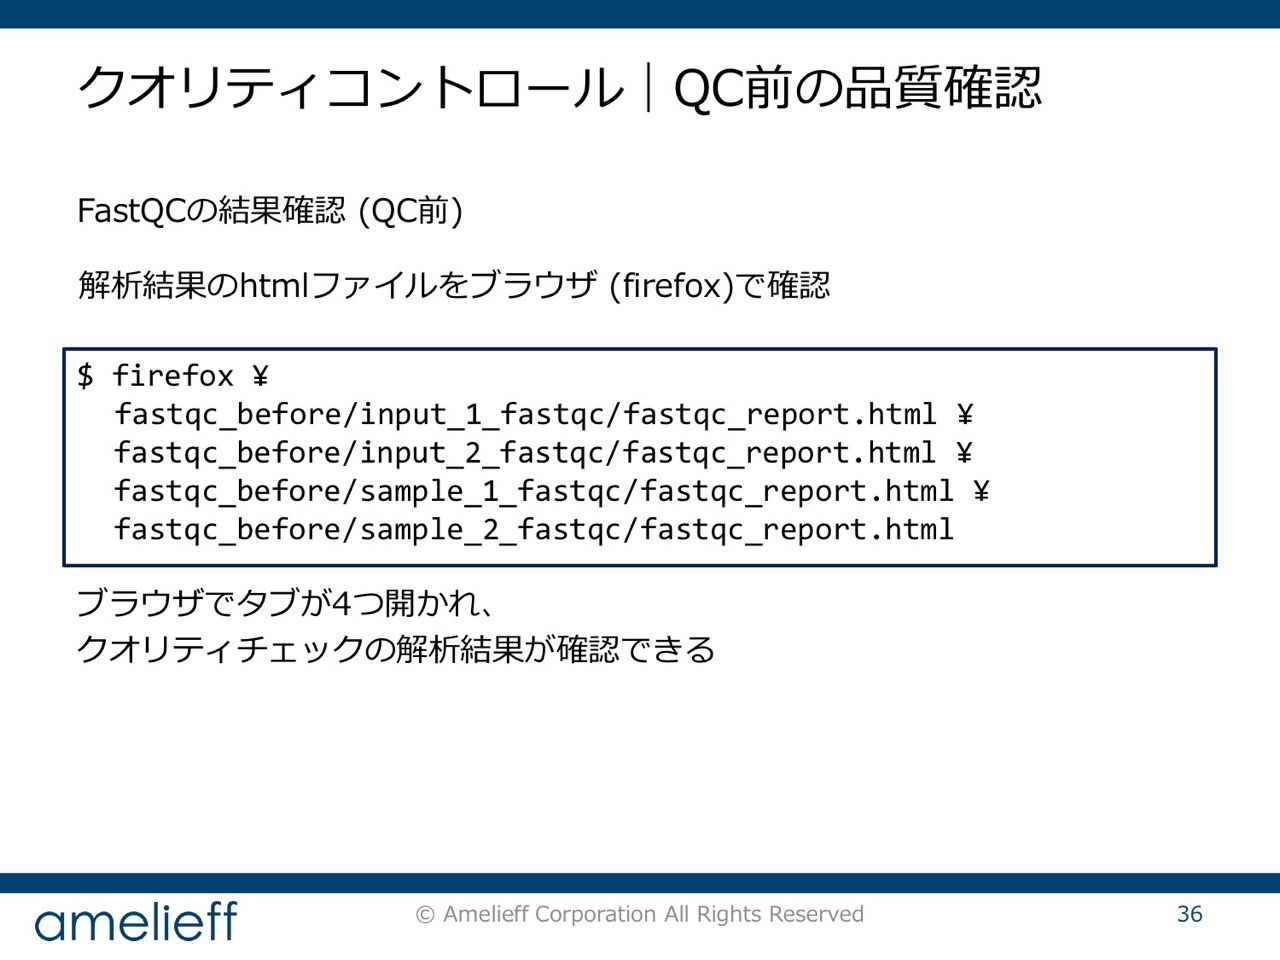 クオリティコントロール｜QC前の品質確認
FastQCの結果確認 (QC前)
解析結果のhtmlファイルをブラウザ (firefox)で確認
$ firefox ¥
fastqc_before/input_1_fastqc/fastqc_report.html ¥
fastqc_before/input_2_fastqc/fastqc_report.html ¥
fastqc_before/sample_1_fastqc/fastqc_report.html ¥
fastqc_before/sample_2_fastqc/fastqc_report.html
ブラウザでタブが4つ開かれ、
クオリティチェックの解析結果が確認できる
amelieff
© Amelieff Corporation All Rights Reserved
36